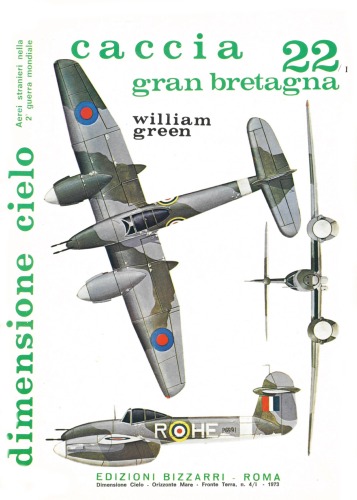 caccia 22
gran bretagna
william
green
dimensione cielo
Aerei stranieri nella
2ª guerra mondiale
R HE
EDIZIONI BIZZARRI - ROMA
Dimensione Cielo - Orizzonte Mare - Fronte Terra. n. 4/1 - 1973